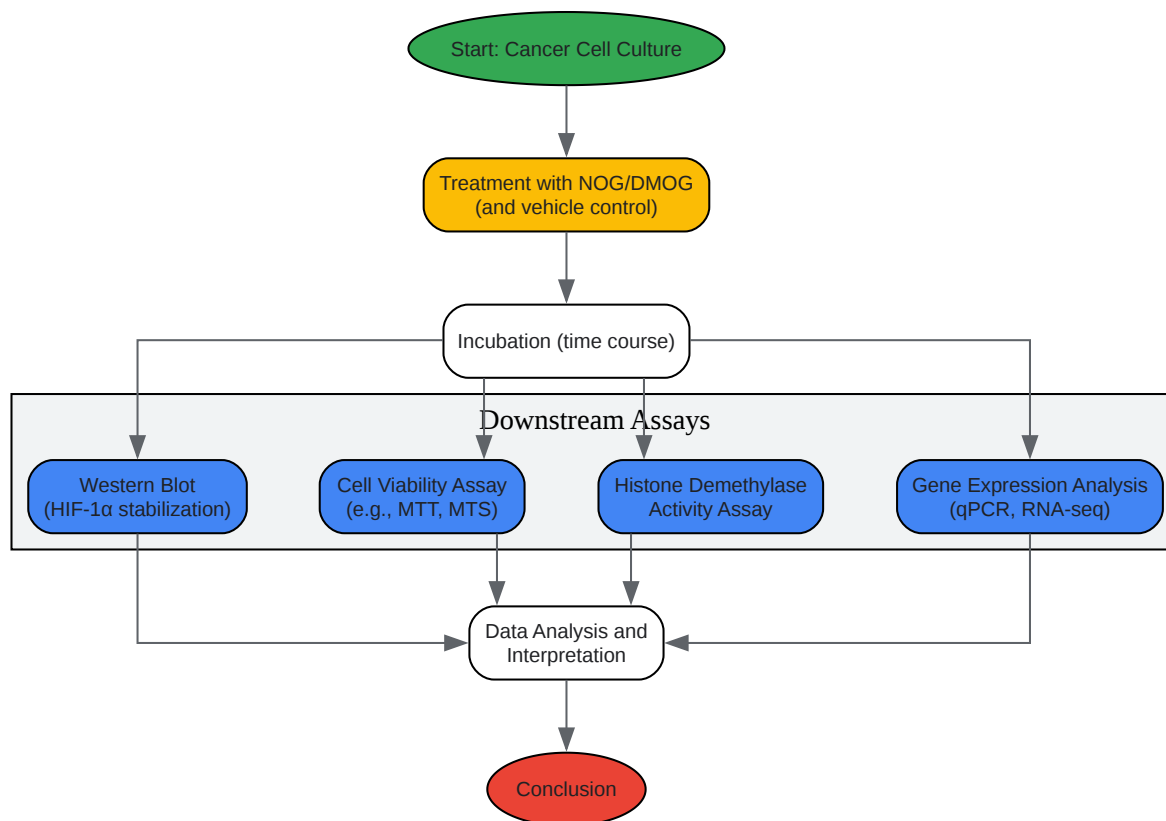 Start: Cancer Cell Culture
Treatment with NOG/DMOG
(and vehicle control)
Incubation (time course)
Downstream Assays
Western Blot
(HIF-1α stabilization)
Cell Viability Assay
(e.g., MTT, MTS)
Histone Demethylase
Activity Assay
Gene Expression Analysis
(qPCR, RNA-seq)
Data Analysis and
Interpretation
Conclusion